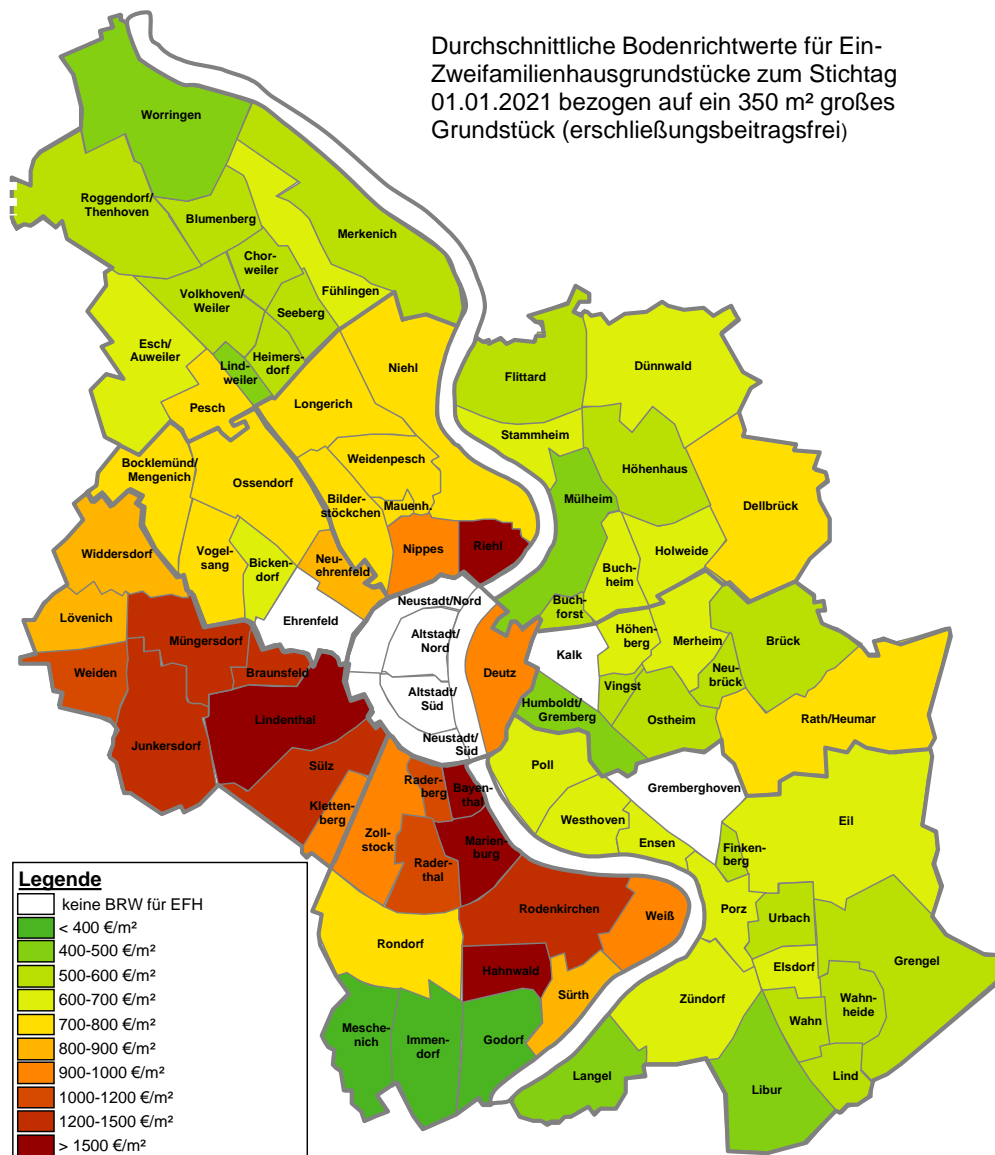 Durchschnittliche Bodenrichtwerte für Ein-
Zweifamilienhausgrundstücke zum Stichtag
01.01.2021 bezogen auf ein 350 m² großes
Grundstück (erschließungsbeitragsfrei)
Worringen
Roggendorf/
Thenhoven
Blumenberg
Merkenich
Chor-
weiler
Fühlingen
Volkhoven/
Weiler
Seeberg
Esch/
Auweiler
Lind-
weiler
Heimers-
dorf
Niehl
Pesch
Longerich
Flittard
Dünnwald
Stammheim
Bocklemünd/
Mengenich
Ossendorf
Weidenpesch
Höhenhaus
Bilder-
stöckchen
Mauenh.
Mülheim
Dellbrück
Widdersdorf
Vogel-
sang
Bicken-
dorf
Neu-
ehrenfeld
Nippes
Riehl
Buch-
heim
Holweide
Lövenich
Ehrenfeld
Neustadt/Nord
Buch-
forst
Müngersdorf
Altstadt/
Nord
Höhen-
berg
Merheim
Brück
Weiden
Braunsfeld
Deutz
Kalk
Neu-
brück
Vingst
Altstadt/
Süd
Humboldt/
Gremberg
Ostheim
Rath/Heumar
Lindenthal
Junkersdorf
Neustadt/
Süd
Sülz
Rader-
berg
Bayen-
thal
Poll
Gremberghoven
Kletten-
berg
Zoll-
stock
Westhoven
Eil
Marien-
burg
Ensen
Finken-
berg
Rader-
thal
Rodenkirchen
Weiß
Porz
Urbach
Rondorf
Grengel
Hahnwald
Elsdorf
Sürth
Zündorf
Wahn-
heide
Wahn
Mesche-
nich
Immen-
dorf
Godorf
Langel
Libur
Lind
Legende
keine BRW für EFH
< 400 €/m²
400-500 €/m²
500-600 €/m²
600-700 €/m²
700-800 €/m²
800-900 €/m²
900-1000 €/m²
1000-1200 €/m²
1200-1500 €/m²
> 1500 €/m²